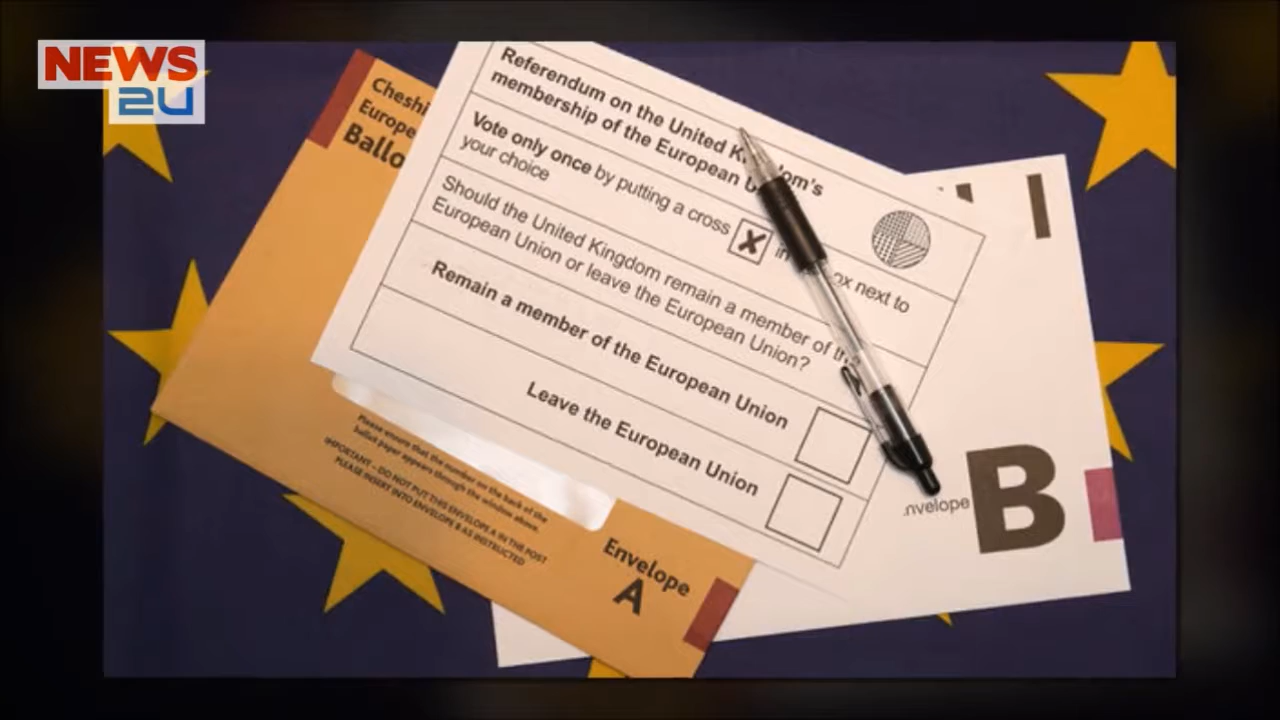 NEWS
2U
Cheshi
Europe
Ballo
Referendum on the United K dom's
membership of the European U
Vote only once by putting a cross in ox next to
your choice
Should the United Kingdom remain a member of the
European Union or leave the European Union?
Remain a member of the European Union
Leave the European Union
Please ensure that the number on the back of the
ballot paper appears through the window above.
IMPORTANT – DO NOT PUT THIS ENVELOPE A IN THE POST
PLEASE INSERT INTO ENVELOPE B AS INSTRUCTED
Envelope
A
nvelope
B